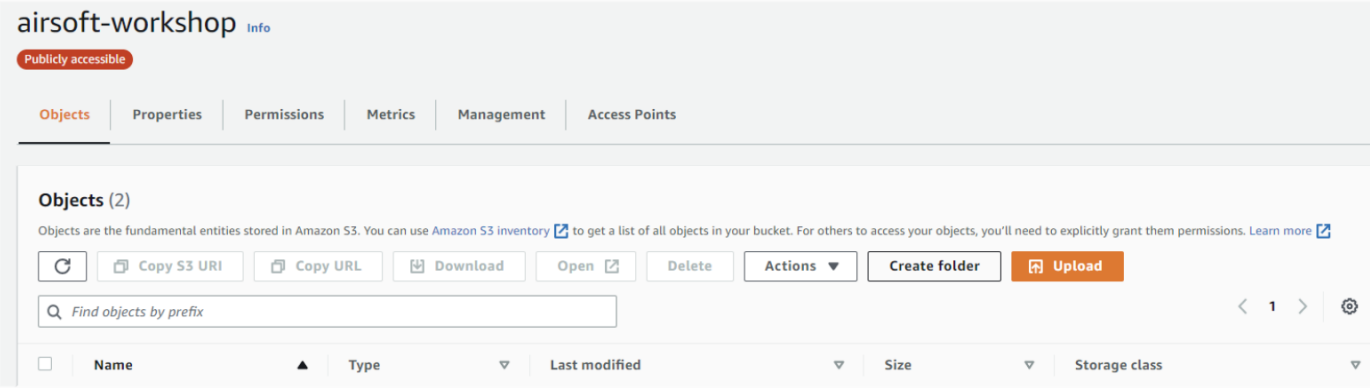 airsoft-workshop Info
Publicly accessible
Objects Properties Permissions Metrics Management Access Points
Objects (2)
Objects are the fundamental entities stored in Amazon S3. You can use Amazon S3 inventory to get a list of all objects in your bucket. For others to access your objects, you'll need to explicitly grant them permissions. Learn more
Copy S3 URI Copy URL Download Open Delete Actions Create folder Upload
Find objects by prefix 1
Name Type Last modified Size Storage class